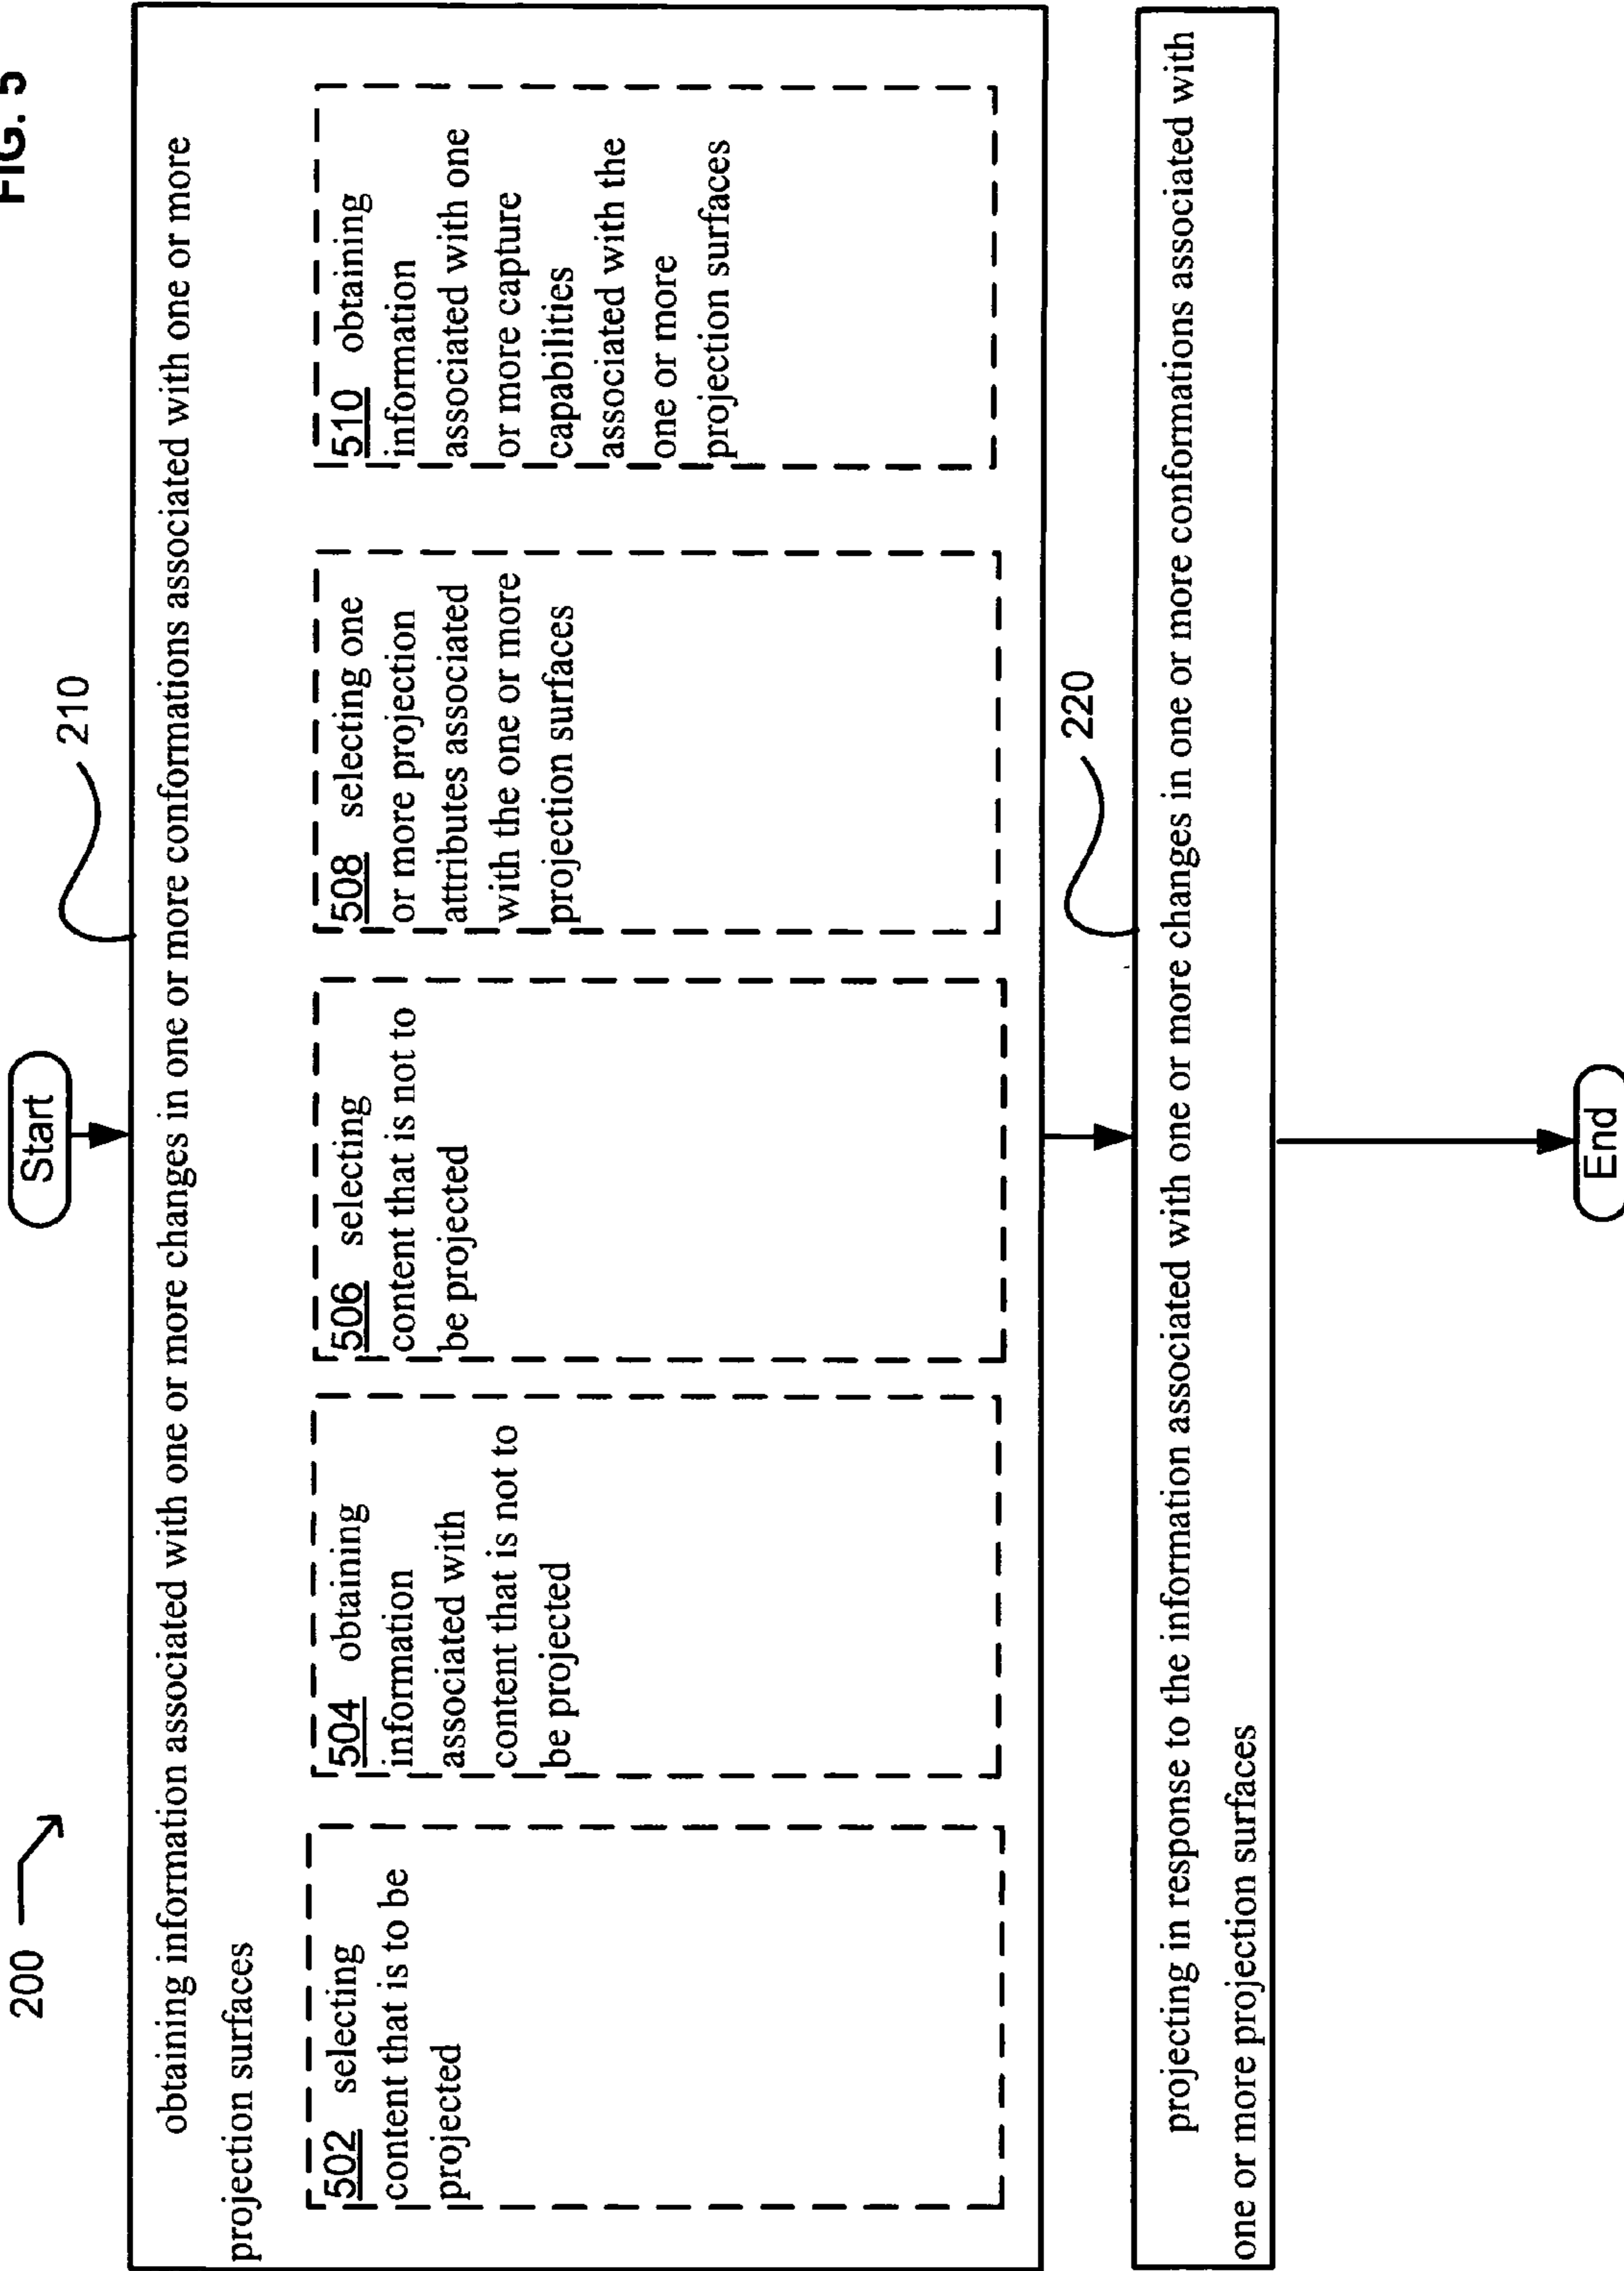 FIG. 5
200
Start
210
obtaining information associated with one or more changes in one or more conformations associated with one or more
projection surfaces
502 selecting
content that is to be
projected
504 obtaining
information
associated with
content that is not to
be projected
506 selecting
content that is not to
be projected
508 selecting one
or more projection
attributes associated
with the one or more
projection surfaces
510 obtaining
information
associated with one
or more capture
capabilities
associated with the
one or more
projection surfaces
220
projecting in response to the information associated with one or more changes in one or more conformations associated with
one or more projection surfaces
End